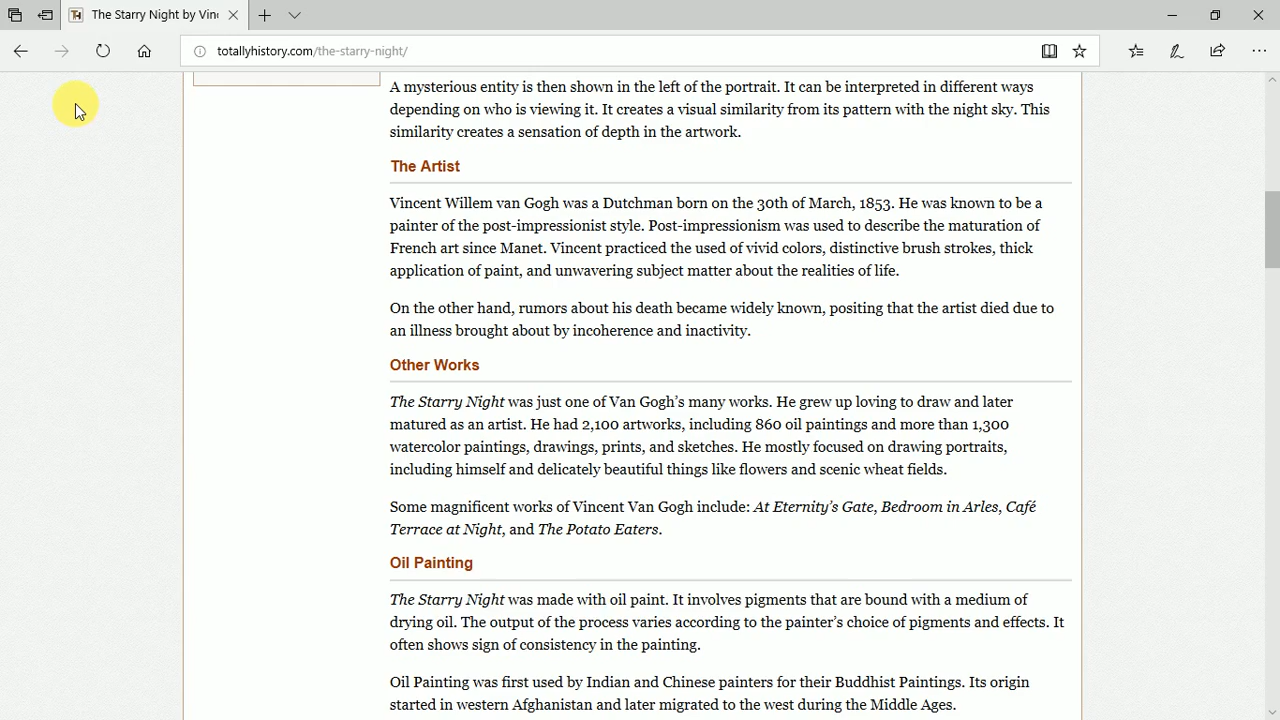 The Starry Night by Vinc
totallyhistory.com/the-starry-night/
A mysterious entity is then shown in the left of the portrait. It can be interpreted in different ways
depending on who is viewing it. It creates a visual similarity from its pattern with the night sky. This
similarity creates a sensation of depth in the artwork.
The Artist
Vincent Willem van Gogh was a Dutchman born on the 30th of March, 1853. He was known to be a
painter of the post-impressionist style. Post-impressionism was used to describe the maturation of
French art since Manet. Vincent practiced the used of vivid colors, distinctive brush strokes, thick
application of paint, and unwavering subject matter about the realities of life.
On the other hand, rumors about his death became widely known, positing that the artist died due to
an illness brought about by incoherence and inactivity.
Other Works
The Starry Night was just one of Van Gogh's many works. He grew up loving to draw and later
matured as an artist. He had 2,100 artworks, including 860 oil paintings and more than 1,300
watercolor paintings, drawings, prints, and sketches. He mostly focused on drawing portraits,
including himself and delicately beautiful things like flowers and scenic wheat fields.
Some magnificent works of Vincent Van Gogh include: At Eternity's Gate, Bedroom in Arles, Café
Terrace at Night, and The Potato Eaters.
Oil Painting
The Starry Night was made with oil paint. It involves pigments that are bound with a medium of
drying oil. The output of the process varies according to the painter's choice of pigments and effects. It
often shows sign of consistency in the painting.
Oil Painting was first used by Indian and Chinese painters for their Buddhist Paintings. Its origin
started in western Afghanistan and later migrated to the west during the Middle Ages.